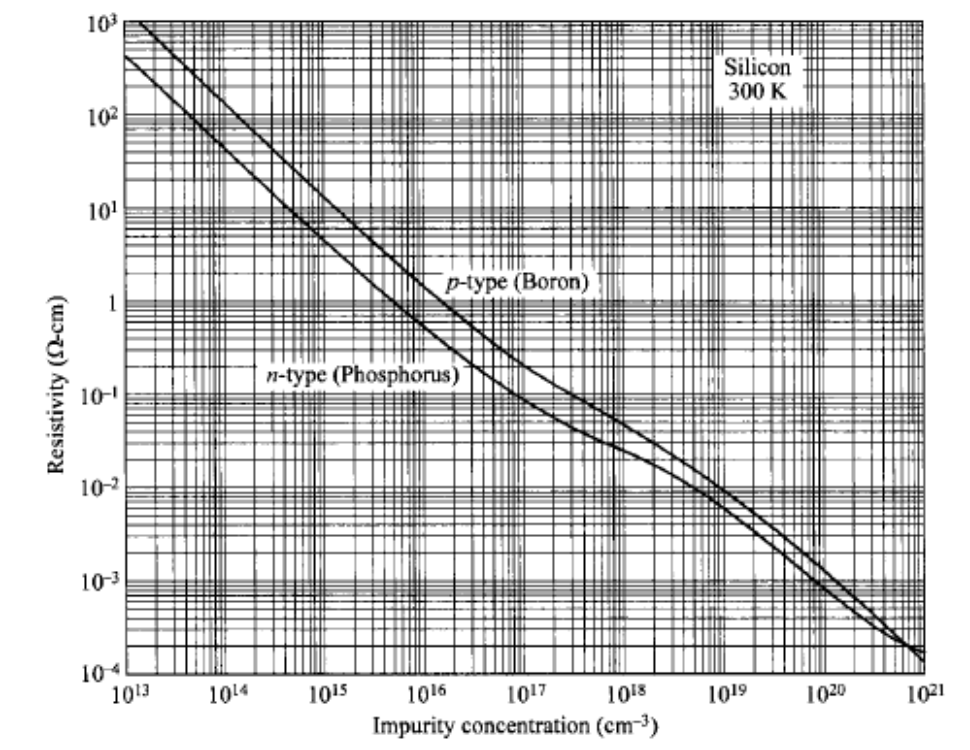 10³
10²
10¹
1
10⁻¹
10⁻²
10⁻³
10⁻⁴
Resistivity (Ω-cm)
Silicon
300 K
p-type (Boron)
n-type (Phosphorus)
10¹³ 10¹⁴ 10¹⁵ 10¹⁶ 10¹⁷ 10¹⁸ 10¹⁹ 10²⁰ 10²¹
Impurity concentration (cm⁻³)